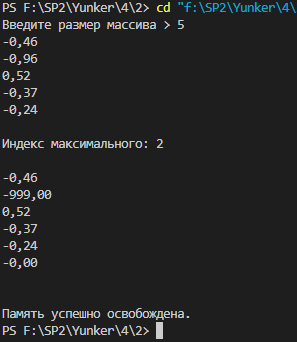 PS F:\SP2\Yunker\4\2> cd "f:\SP2\Yunker\4\
Введите размер массива > 5
-0,46
-0,96
0,52
-0,37
-0,24
Индекс максимального: 2
-0,46
-999,00
0,52
-0,37
-0,24
-0,00
Память успешно освобождена.
PS F:\SP2\Yunker\4\2>